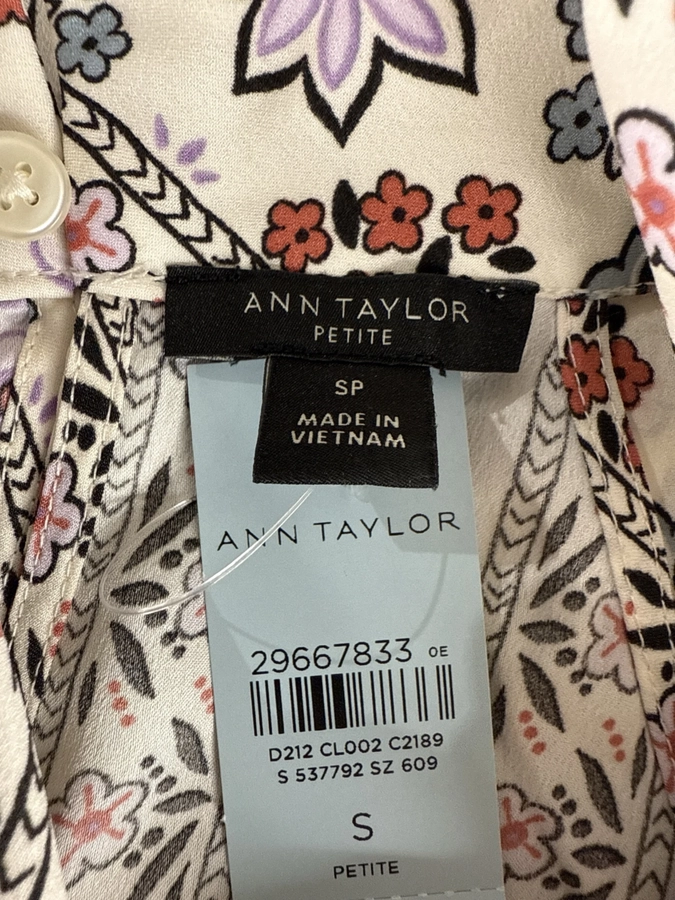 ANN TAYLOR
PETITE
SP
MADE IN
VIETNAM
ANN TAYLOR
29667833 OE
D212 CL002 C2189
S 537792 SZ 609
S
PETITE